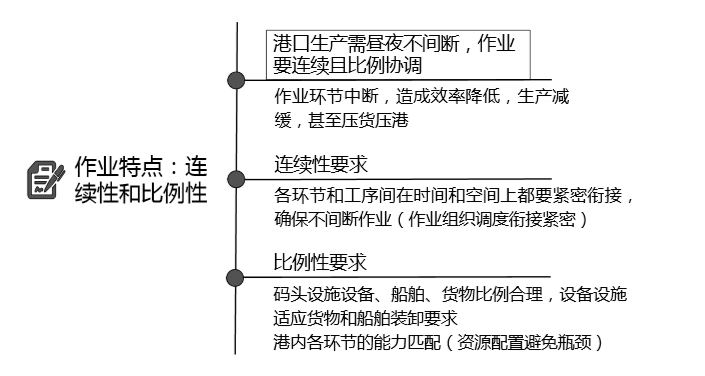 作业特点：连
续性和比例性
港口生产需昼夜不间断，作业
要连续且比例协调
作业环节中断，造成效率降低，生产减
缓，甚至压货压港
连续性要求
各环节和工序间在时间和空间上都要紧密衔接，
确保不间断作业（作业组织调度衔接紧密）
比例性要求
码头设施设备、船舶、货物比例合理，设备设施
适应货物和船舶装卸要求
港内各环节的能力匹配（资源配置避免瓶颈）